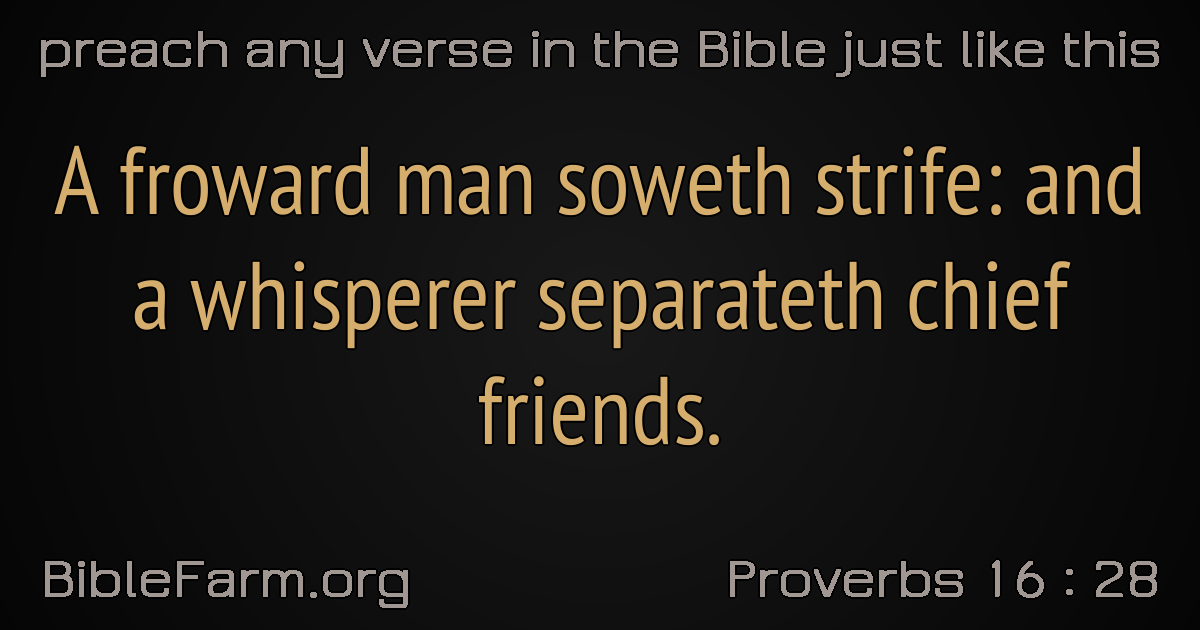 preach any verse in the Bible just like this
A froward man soweth strife: and
a whisperer separateth chief
friends.
BibleFarm.org
Proverbs 16 : 28